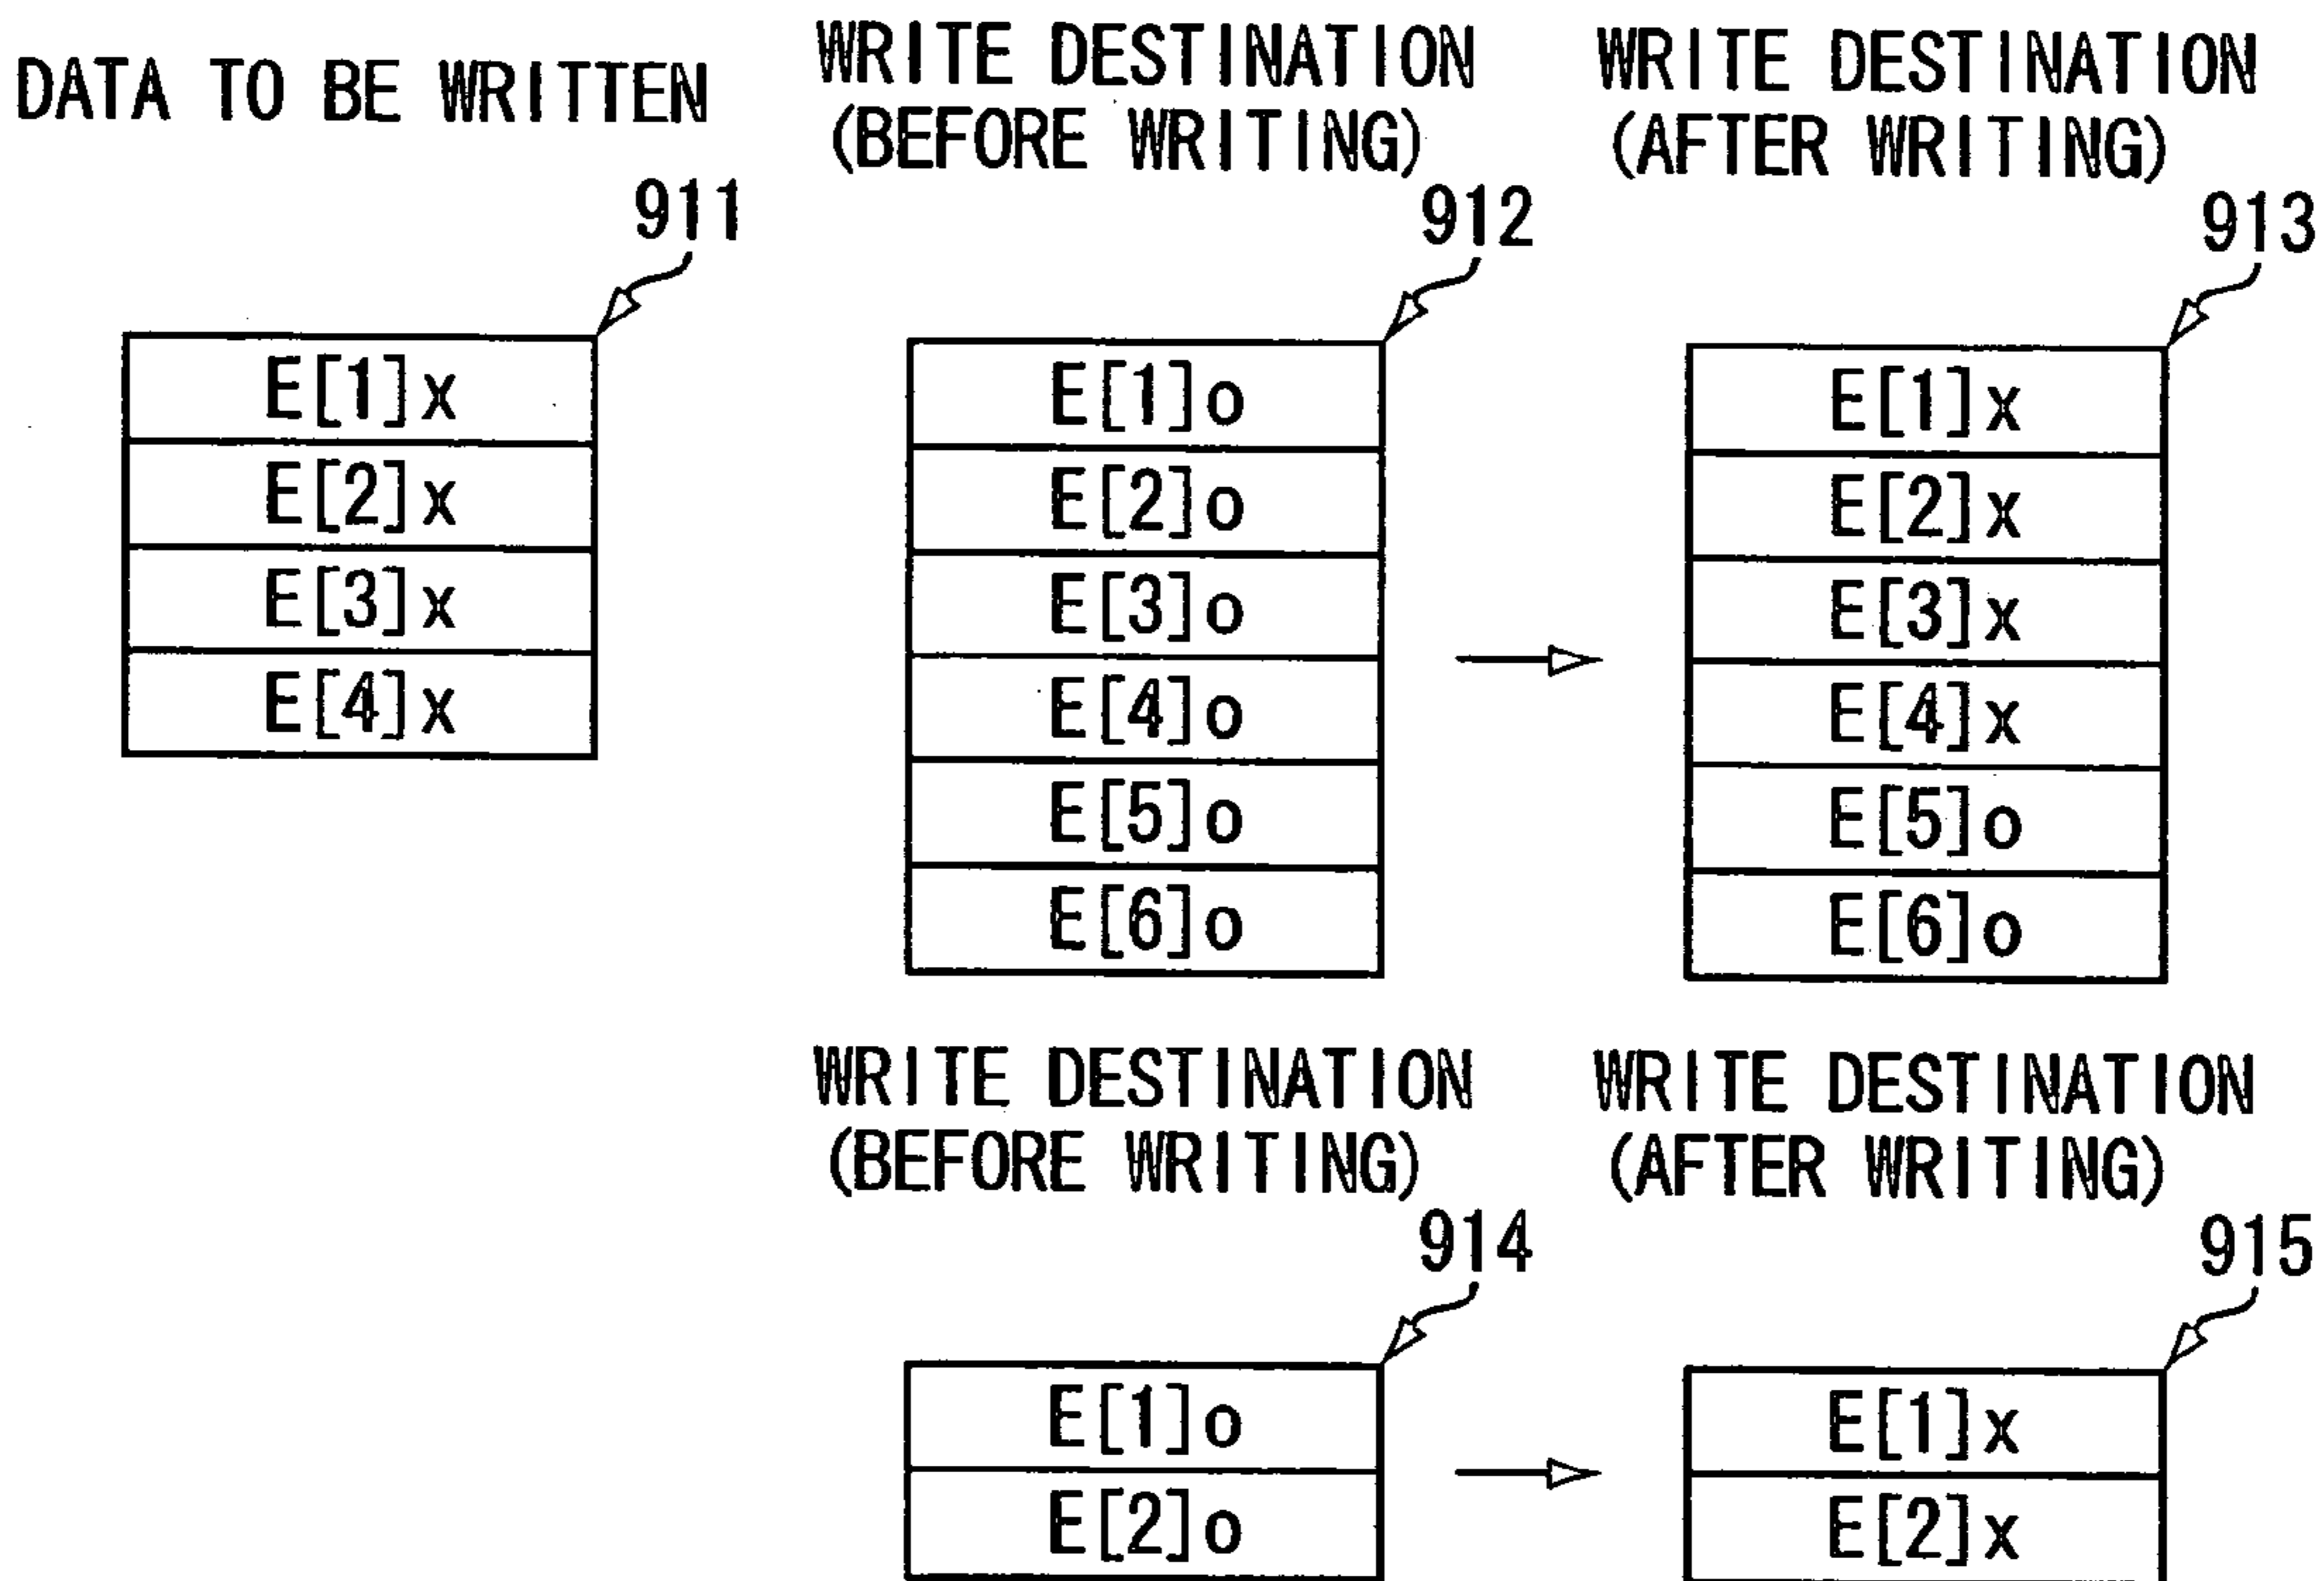 DATA TO BE WRITTEN
911
E[1]x
E[2]x
E[3]x
E[4]x
WRITE DESTINATION
(BEFORE WRITING)
912
E[1]o
E[2]o
E[3]o
E[4]o
E[5]o
E[6]o
WRITE DESTINATION
(AFTER WRITING)
913
E[1]x
E[2]x
E[3]x
E[4]x
E[5]o
E[6]o
WRITE DESTINATION
(BEFORE WRITING)
914
E[1]o
E[2]o
WRITE DESTINATION
(AFTER WRITING)
915
E[1]x
E[2]x